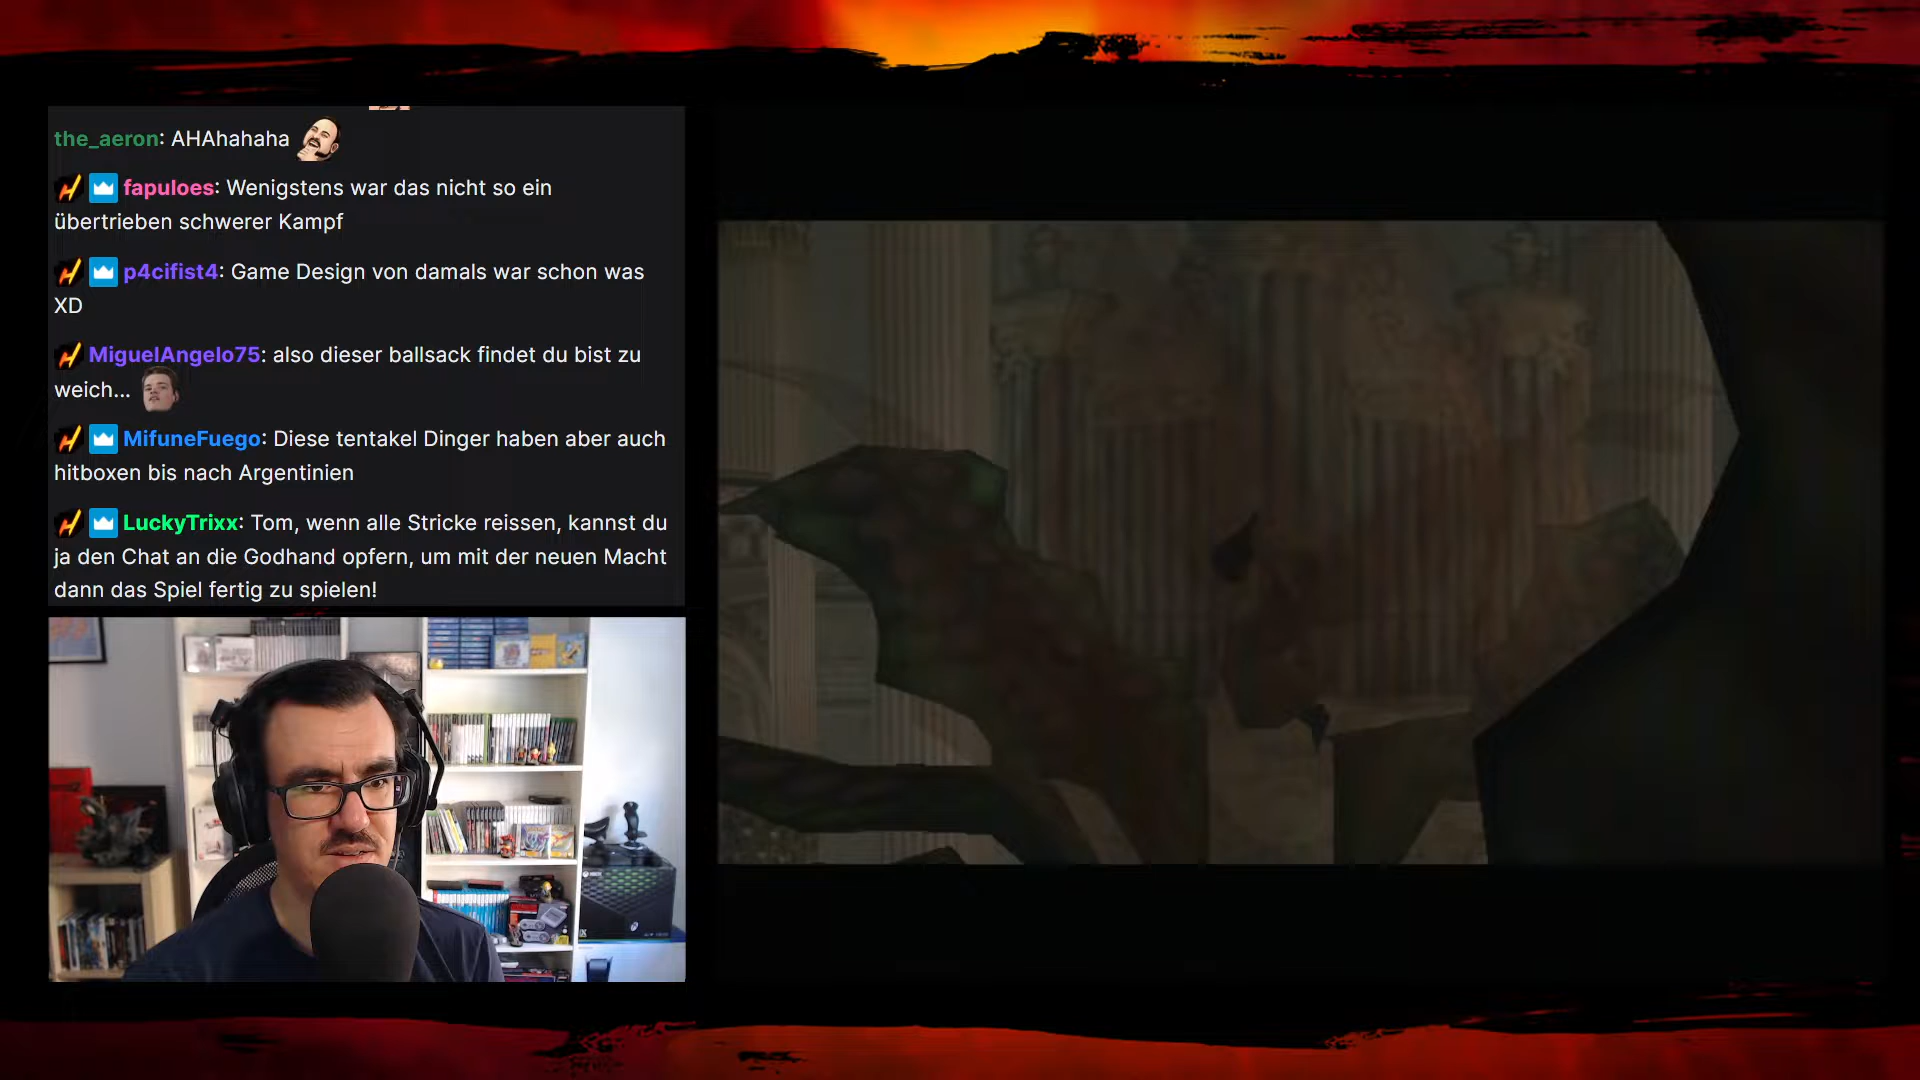 the_aeron: AHAhahaha
fapuloes: Wenigstens war das nicht so ein
übertrieben schwerer Kampf
p4cifist4: Game Design von damals war schon was
XD
MiguelAngelo75: also dieser ballsack findet du bist zu
weich...
MifuneFuego: Diese tentakel Dinger haben aber auch
hitboxen bis nach Argentinien
LuckyTrixx: Tom, wenn alle Stricke reissen, kannst du
ja den Chat an die Godhand opfern, um mit der neuen Macht
dann das Spiel fertig zu spielen!